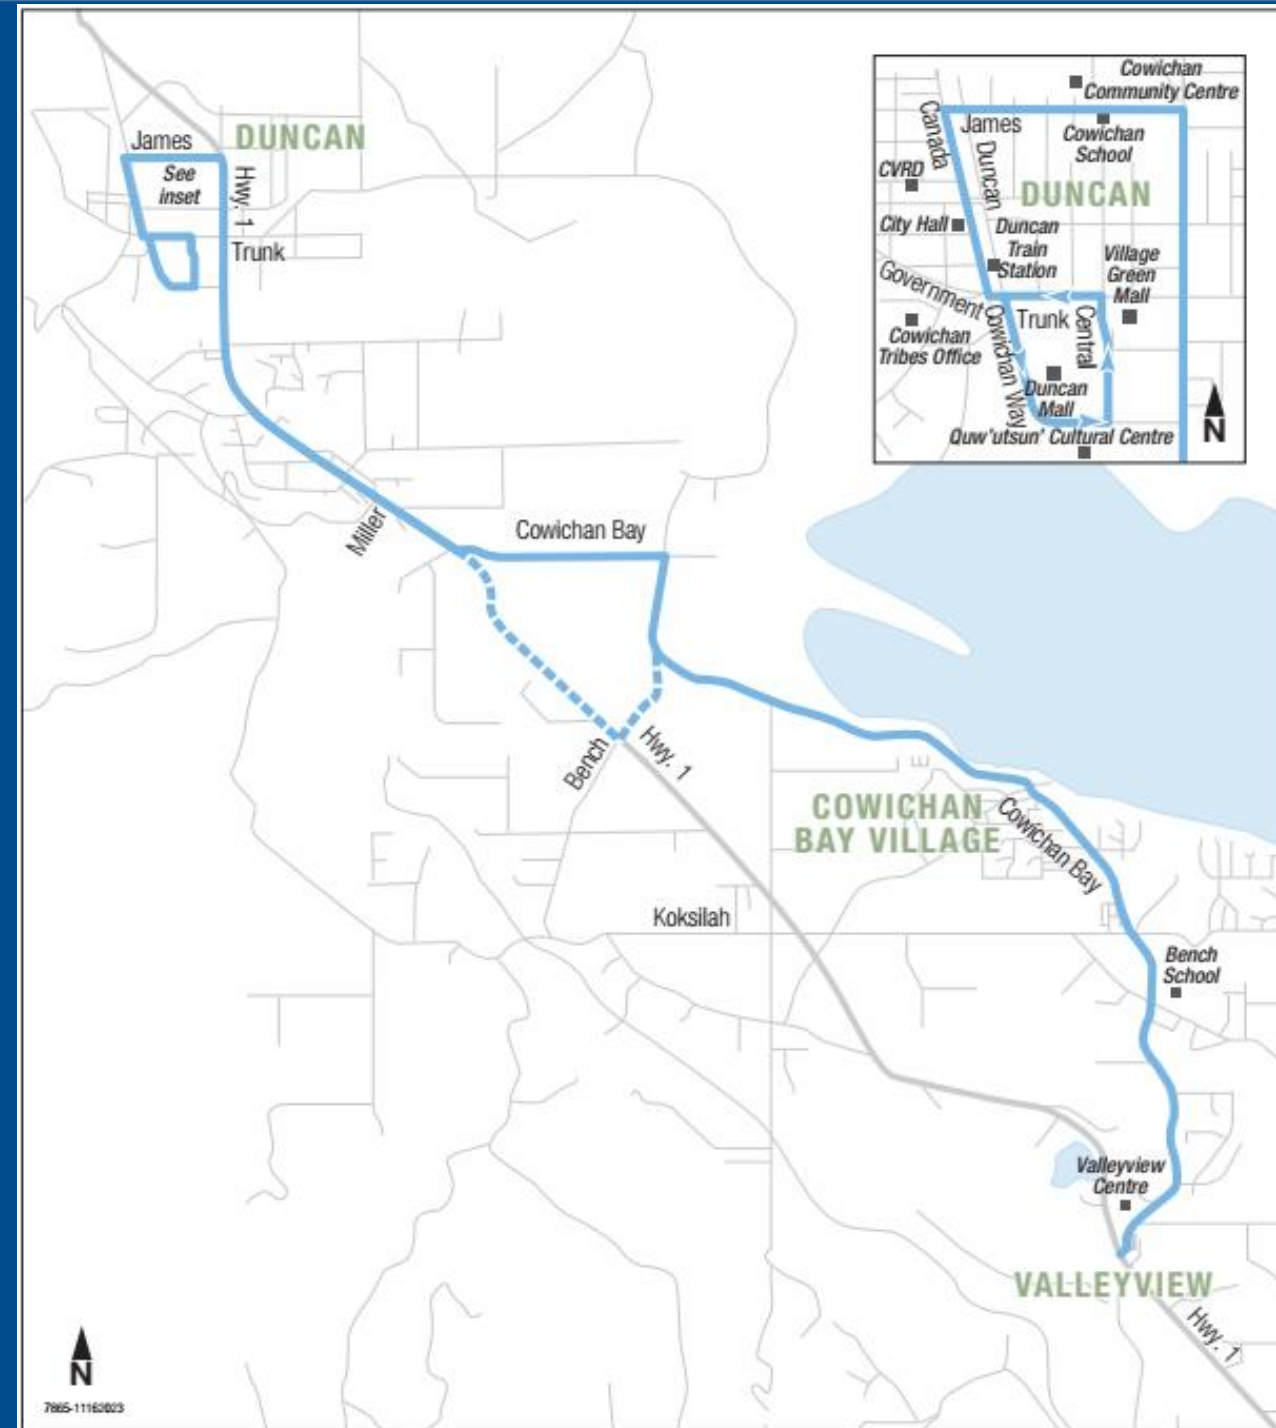 James
DUNCAN
See
inset
Hwy. 1
Trunk
Miller
Cowichan Bay
Bench
Hwy. 1
COWICHAN
BAY VILLAGE
Cowichan Bay
Koksilah
Bench
School
Valleyview
Centre
VALLEYVIEW
Hwy. 1
N
7865-11162023
Cowichan
Community Centre
Canada
James
Cowichan
School
Duncan
CVRD
DUNCAN
City Hall
Duncan
Train
Station
Village
Green
Mall
Government
Cowichan Way
Trunk
Central
Cowichan
Tribes Office
Duncan
Mall
Quw'utsun' Cultural Centre
N